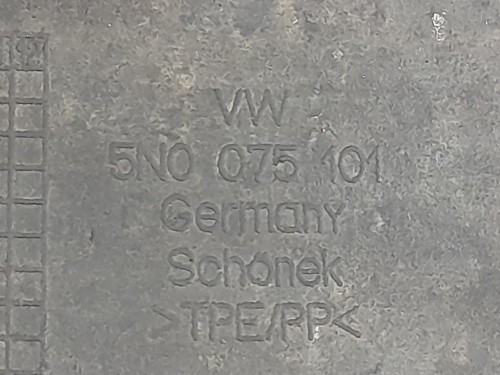 VW
5N0 075 101
Germany
Schönek
>TPE/PP<